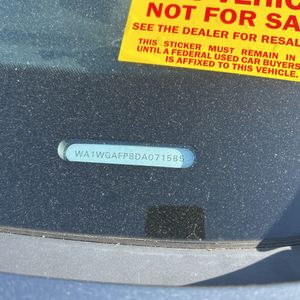 NOT FOR SA
SEE THE DEALER FOR RESAL
THIS STICKER MUST REMAIN IN
UNTIL A FEDERAL USED CAR BUYERS
IS AFFIXED TO THIS VEHICLE.
WA1WGAFP8DA071585